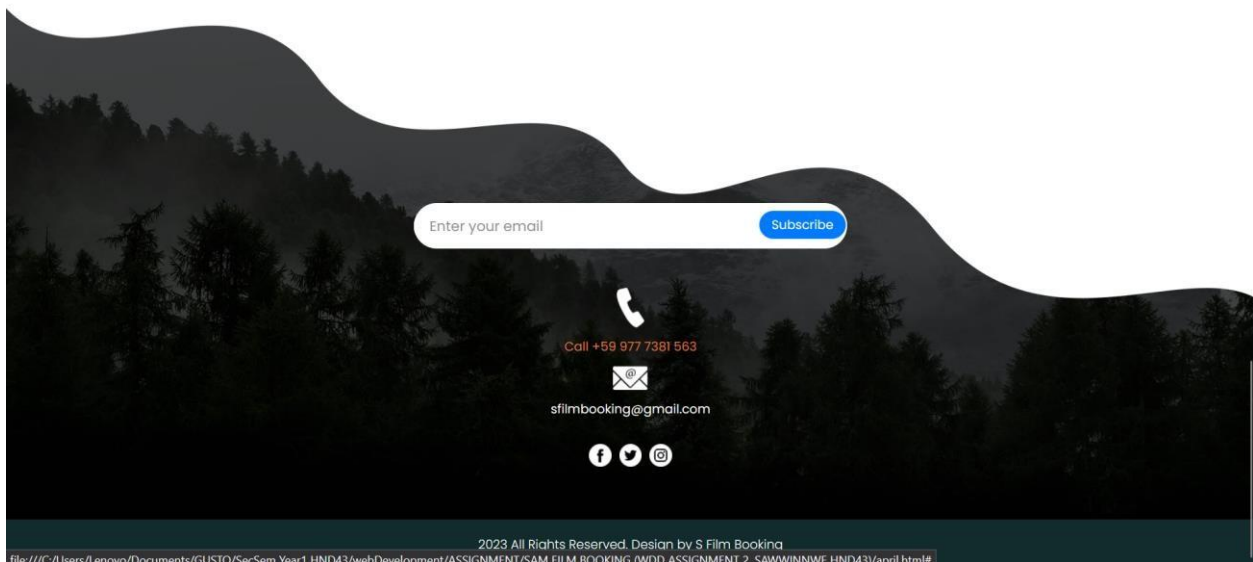 Enter your email
Subscribe
Call +59 977 7381 563
@
sfilmbooking@gmail.com
2023 All Rights Reserved. Design by S Film Booking
file:///C:/Users/Lenovo/Documents/GUSTO/SecSem Year1 HND43/webDevelopment/ASSIGNMENT/SAM FILM BOOKING (WDD ASSIGNMENT 2_SAWWINNWE HND43)/april.html#